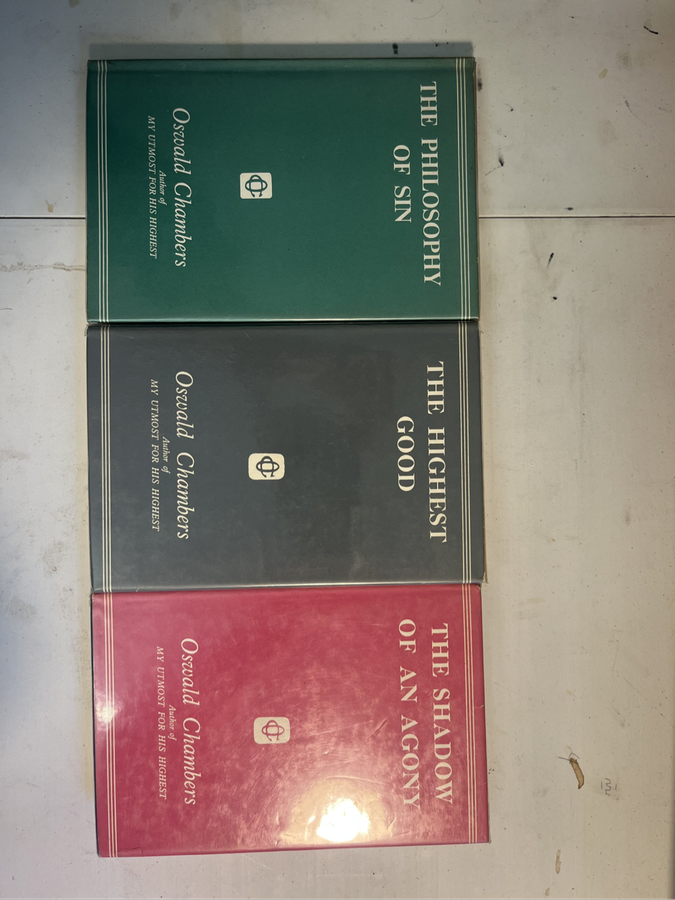 THE PHILOSOPHY
OF SIN
Oswald Chambers
Author of
MY UTMOST FOR HIS HIGHEST
THE HIGHEST
GOOD
Oswald Chambers
Author of
MY UTMOST FOR HIS HIGHEST
THE SHADOW
OF AN AGONY
Oswald Chambers
Author of
MY UTMOST FOR HIS HIGHEST